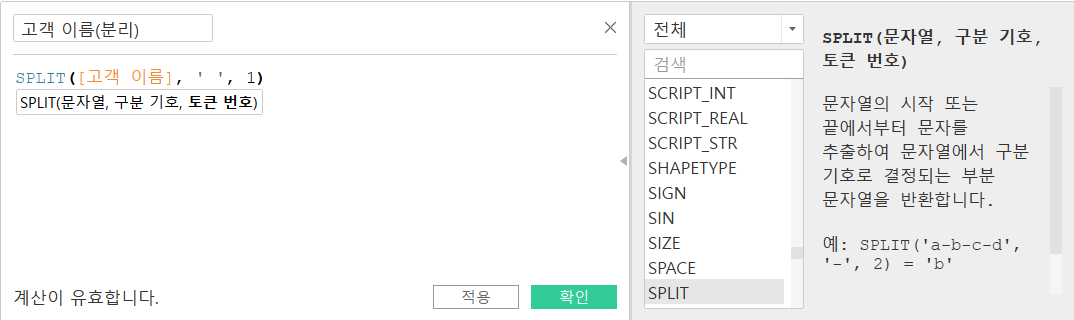 고객 이름(분리)
SPLIT([고객 이름], ' ', 1)
SPLIT(문자열, 구분 기호, 토큰 번호)
계산이 유효합니다.
적용
확인
전체
검색
SCRIPT_INT
SCRIPT_REAL
SCRIPT_STR
SHAPETYPE
SIGN
SIN
SIZE
SPACE
SPLIT
SPLIT(문자열, 구분 기호,
토큰 번호)
문자열의 시작 또는
끝에서부터 문자를
추출하여 문자열에서 구분
기호로 결정되는 부분
문자열을 반환합니다.
예: SPLIT('a-b-c-d',
'-', 2) = 'b'